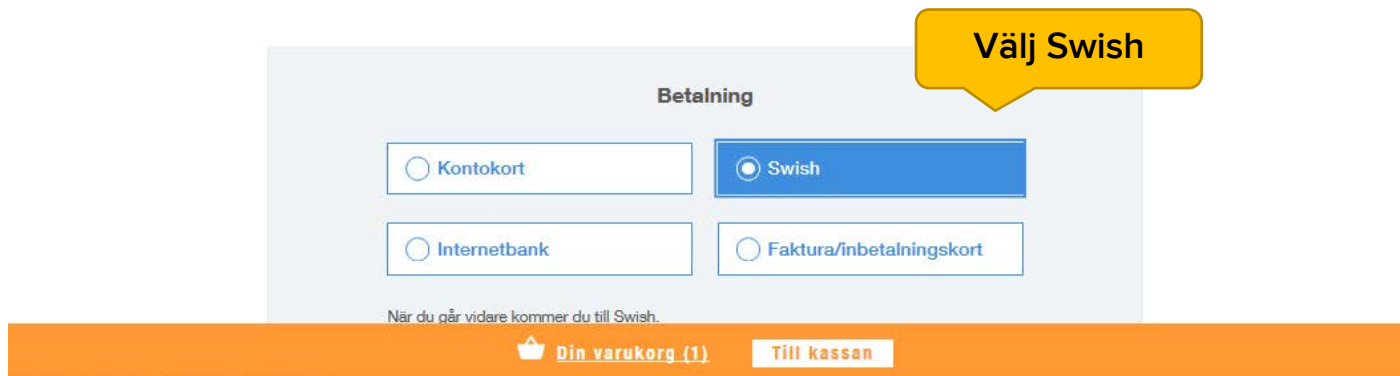 Välj Swish
Betalning
Kontokort
Swish
Internetbank
Faktura/inbetalningskort
När du går vidare kommer du till Swish.
Din varukorg (1)
Till kassan